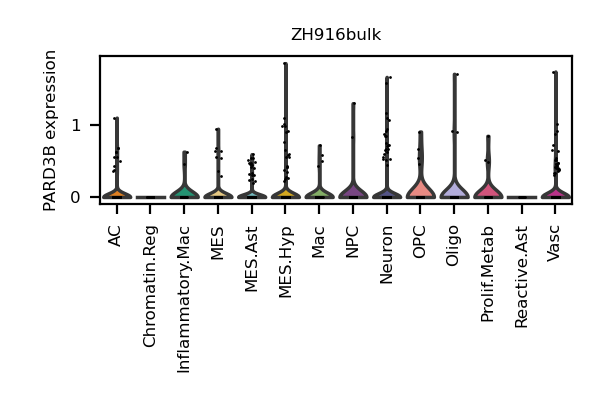 ZH916bulk
PARD3B expression
1
0
AC
Chromatin.Reg
Inflammatory.Mac
MES
MES.Ast
MES.Hyp
Mac
NPC
Neuron
OPC
Oligo
Prolif.Metab
Reactive.Ast
Vasc